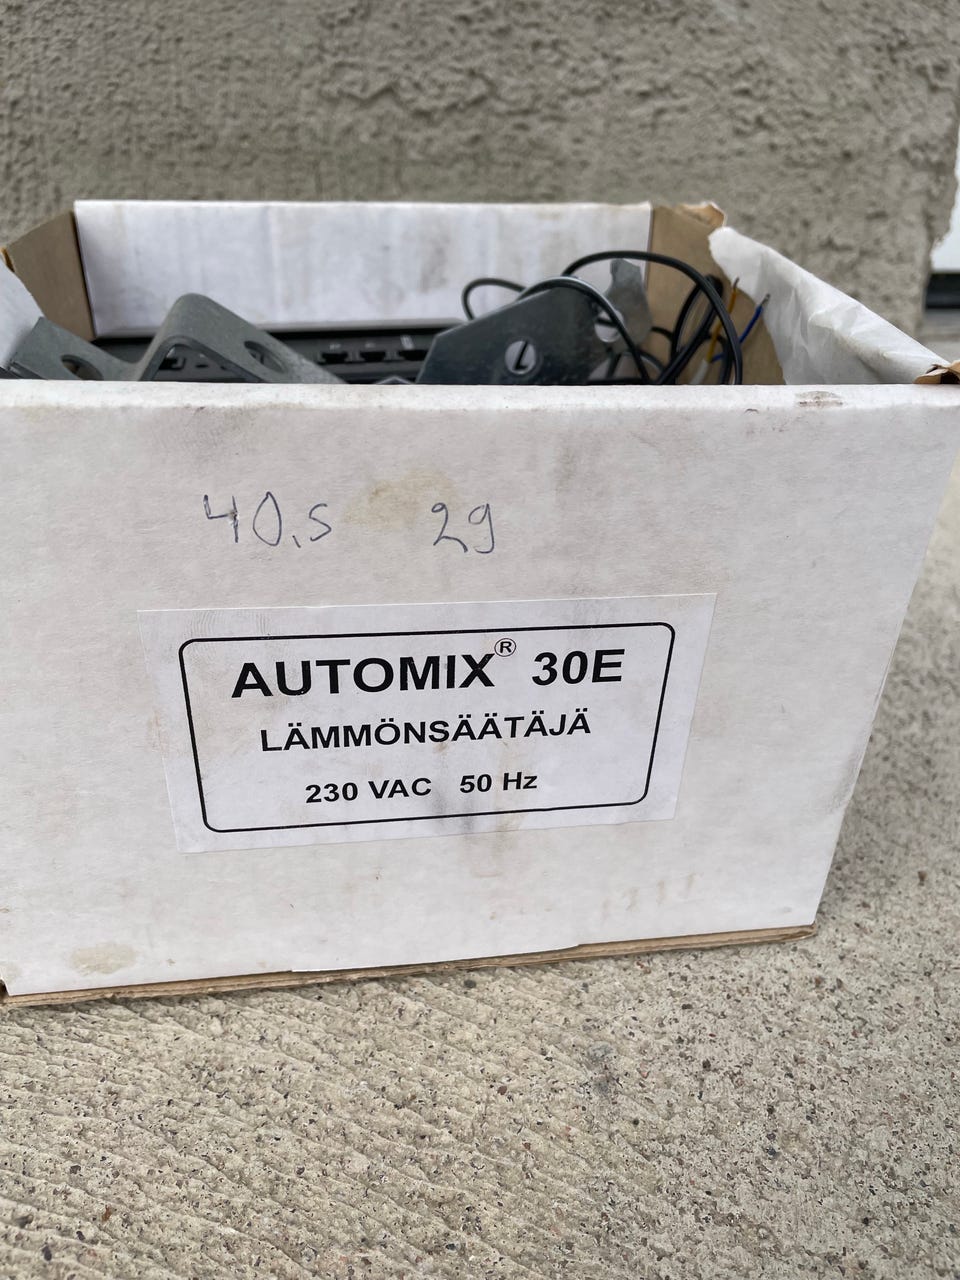 40.5 29
AUTOMIX® 30E
LÄMMÖNSÄÄTÄJÄ
230 VAC 50 Hz